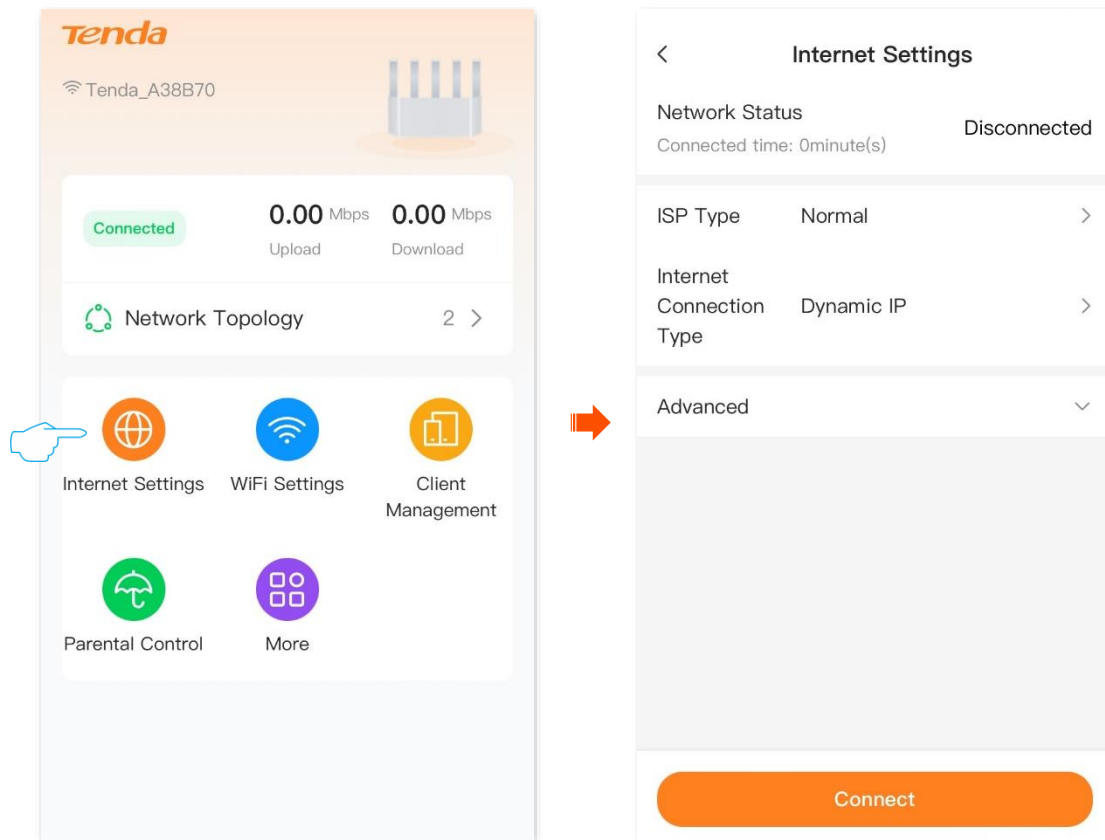 Tenda
Tenda_A38B70
Connected
0.00 Mbps
Upload
0.00 Mbps
Download
Network Topology
2
Internet Settings
WiFi Settings
Client
Management
Parental Control
More
Internet Settings
Network Status
Connected time: 0minute(s)
Disconnected
ISP Type
Normal
Internet
Connection
Type
Dynamic IP
Advanced
Connect